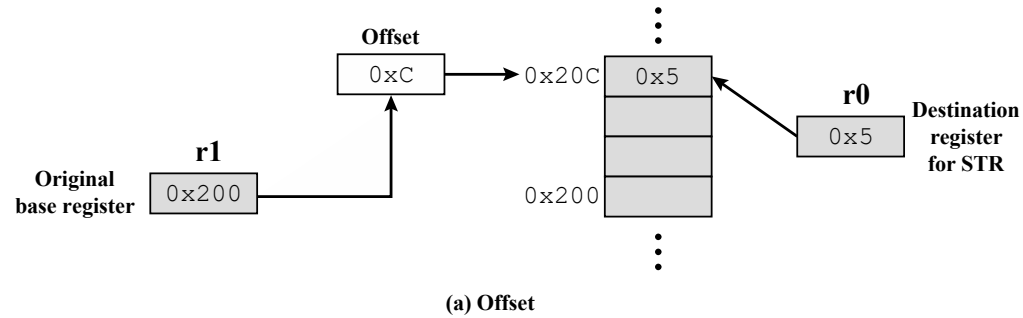 Offset
0xC
0x20C
0x5
r0
0x5
Destination
register
for STR
r1
Original
base register
0x200
0x200
(a) Offset